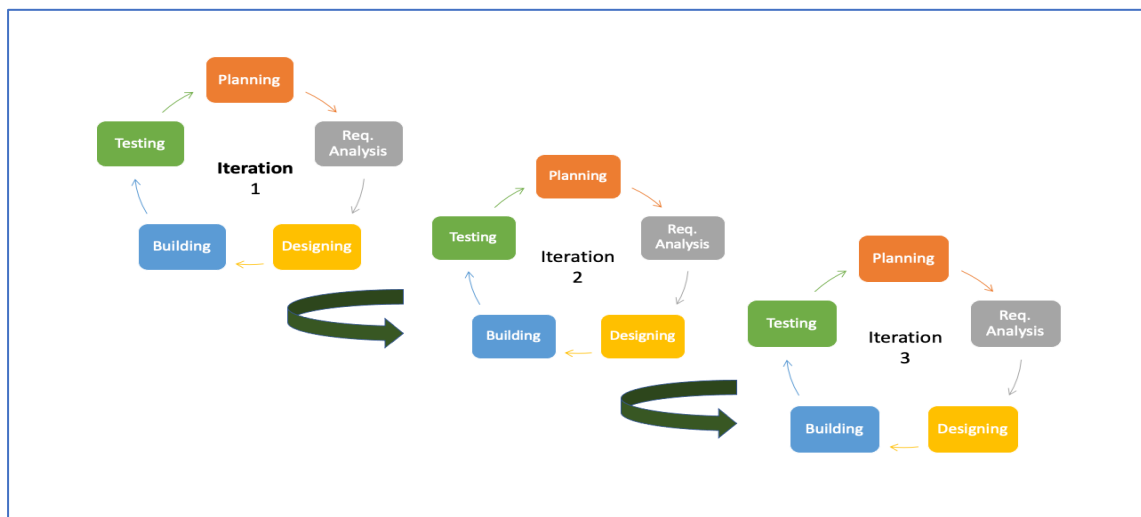 Planning
Req.
Analysis
Testing
Iteration
1
Building
Designing
Planning
Req.
Analysis
Testing
Iteration
2
Building
Designing
Planning
Req.
Analysis
Testing
Iteration
3
Building
Designing